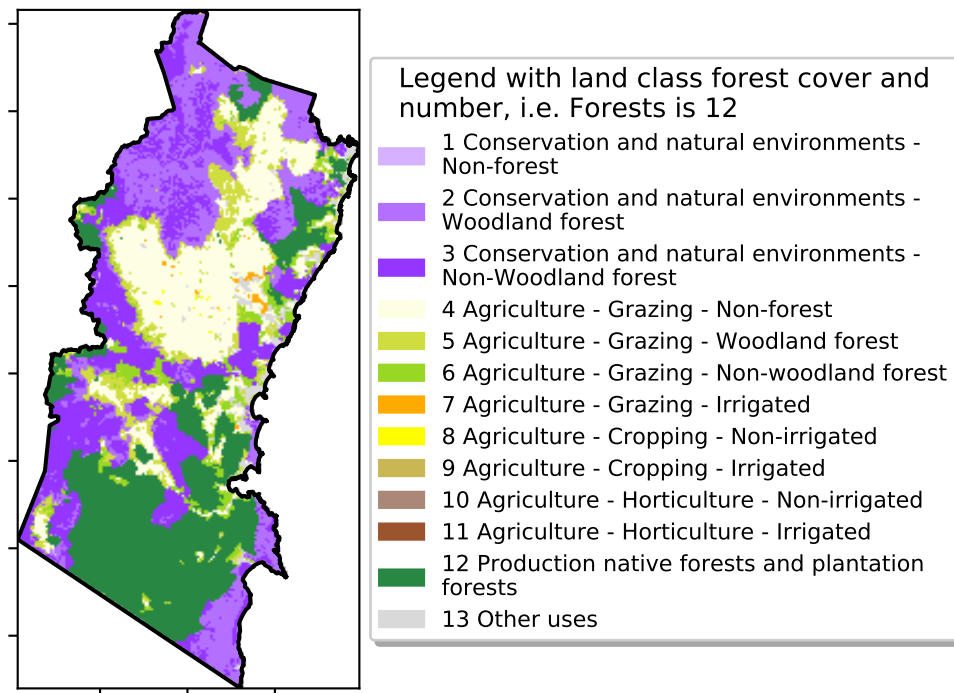 Legend with land class forest cover and
number, i.e. Forests is 12
1 Conservation and natural environments -
Non-forest
2 Conservation and natural environments -
Woodland forest
3 Conservation and natural environments -
Non-Woodland forest
4 Agriculture - Grazing - Non-forest
5 Agriculture - Grazing - Woodland forest
6 Agriculture - Grazing - Non-woodland forest
7 Agriculture - Grazing - Irrigated
8 Agriculture - Cropping - Non-irrigated
9 Agriculture - Cropping - Irrigated
10 Agriculture - Horticulture - Non-irrigated
11 Agriculture - Horticulture - Irrigated
12 Production native forests and plantation
forests
13 Other uses